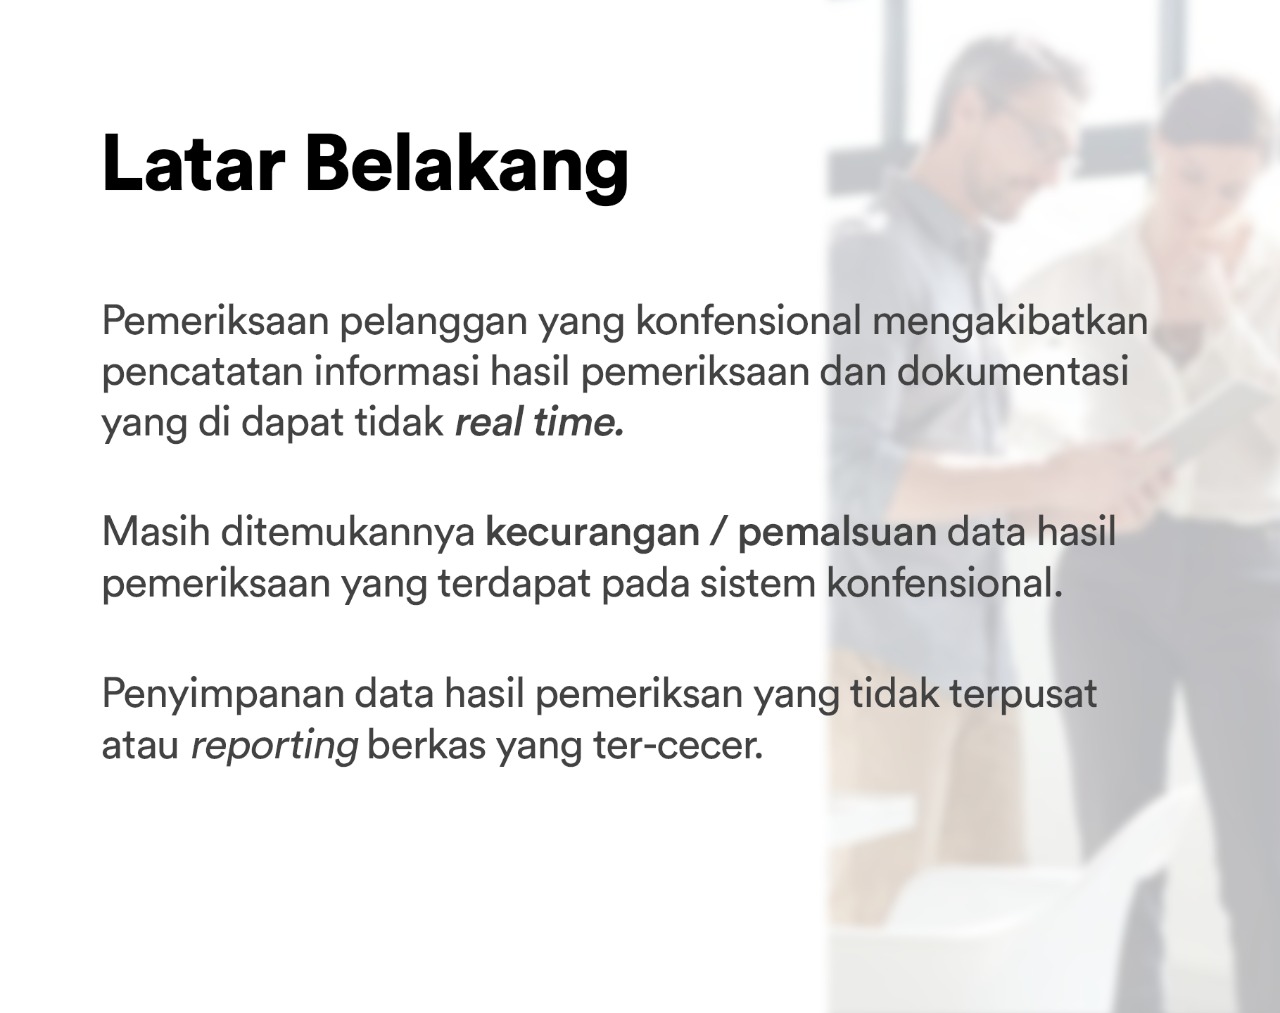 Latar Belakang
Pemeriksaan pelanggan yang konfensional mengakibatkan
pencatatan informasi hasil pemeriksaan dan dokumentasi
yang di dapat tidak real time.
Masih ditemukannya kecurangan / pemalsuan data hasil
pemeriksaan yang terdapat pada sistem konfensional.
Penyimpanan data hasil pemeriksan yang tidak terpusat
atau reporting berkas yang ter-cecer.